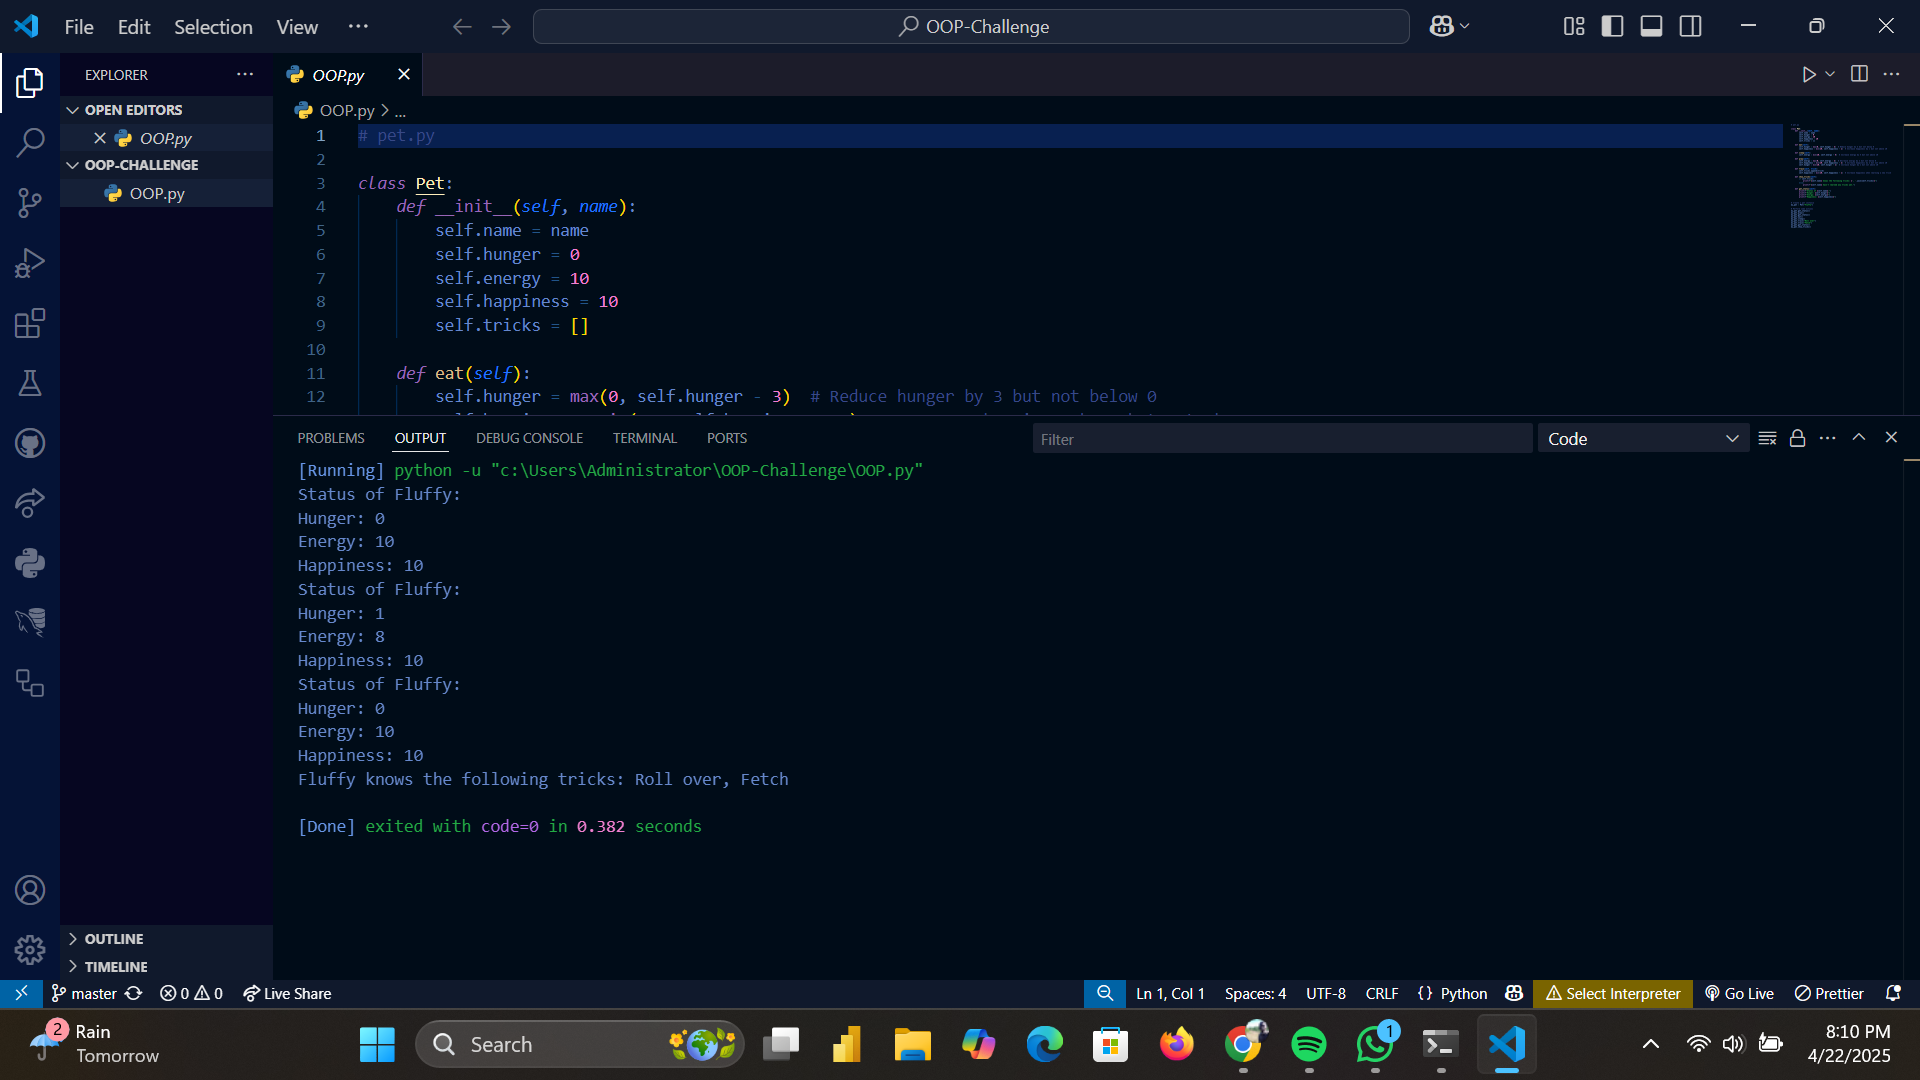 File Edit Selection View ...
OOP-Challenge
EXPLORER
OPEN EDITORS
OOP.py
OOP-CHALLENGE
OOP.py
OUTLINE
TIMELINE
OOP.py
OOP.py > ...
1 # pet.py
2
3 class Pet:
4 def __init__(self, name):
5 self.name = name
6 self.hunger = 0
7 self.energy = 10
8 self.happiness = 10
9 self.tricks = []
10
11 def eat(self):
12 self.hunger = max(0, self.hunger - 3) # Reduce hunger by 3 but not below 0
PROBLEMS OUTPUT DEBUG CONSOLE TERMINAL PORTS
Filter
Code
[Running] python -u "c:\Users\Administrator\OOP-Challenge\OOP.py"
Status of Fluffy:
Hunger: 0
Energy: 10
Happiness: 10
Status of Fluffy:
Hunger: 1
Energy: 8
Happiness: 10
Status of Fluffy:
Hunger: 0
Energy: 10
Happiness: 10
Fluffy knows the following tricks: Roll over, Fetch
[Done] exited with code=0 in 0.382 seconds
master 0 0 Live Share
Ln 1, Col 1 Spaces: 4 UTF-8 CRLF {} Python Select Interpreter Go Live Prettier
2
Rain
Tomorrow
Search
1
8:10 PM
4/22/2025